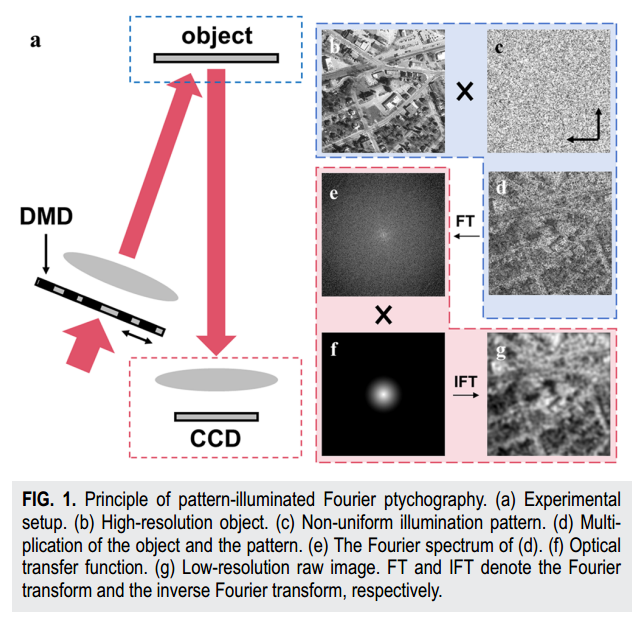 a
object
DMD
CCD
b
c
d
e
FT
f
IFT
g
FIG. 1. Principle of pattern-illuminated Fourier ptychography. (a) Experimental
setup. (b) High-resolution object. (c) Non-uniform illumination pattern. (d) Multi-
plication of the object and the pattern. (e) The Fourier spectrum of (d). (f) Optical
transfer function. (g) Low-resolution raw image. FT and IFT denote the Fourier
transform and the inverse Fourier transform, respectively.